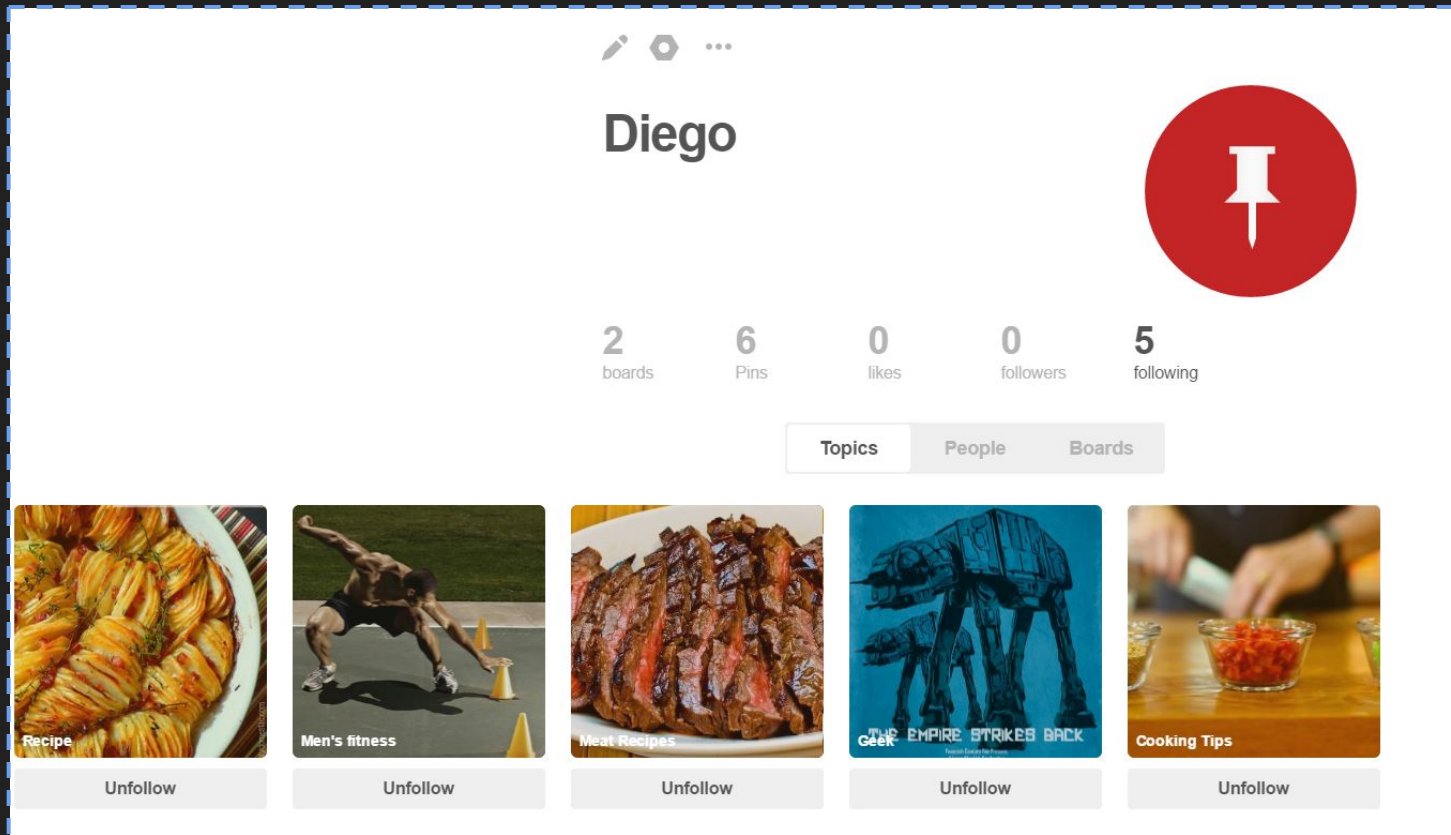 Diego
2 6 0 0 5
boards Pins likes followers following
Topics People Boards
Recipe Men's fitness Meat Recipes Geek Cooking Tips
THE EMPIRE STRIKES BACK
Unfollow Unfollow Unfollow Unfollow Unfollow